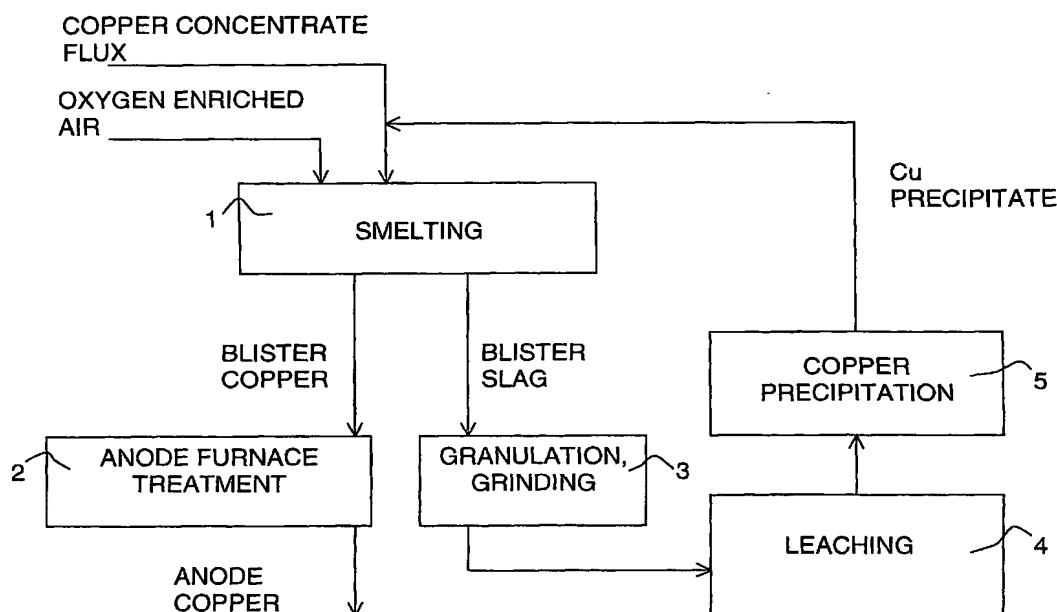 COPPER CONCENTRATE
FLUX
OXYGEN ENRICHED
AIR
Cu
PRECIPITATE
1
SMELTING
BLISTER
COPPER
BLISTER
SLAG
COPPER
PRECIPITATION
5
2
ANODE FURNACE
TREATMENT
GRANULATION,
GRINDING
3
LEACHING
4
ANODE
COPPER